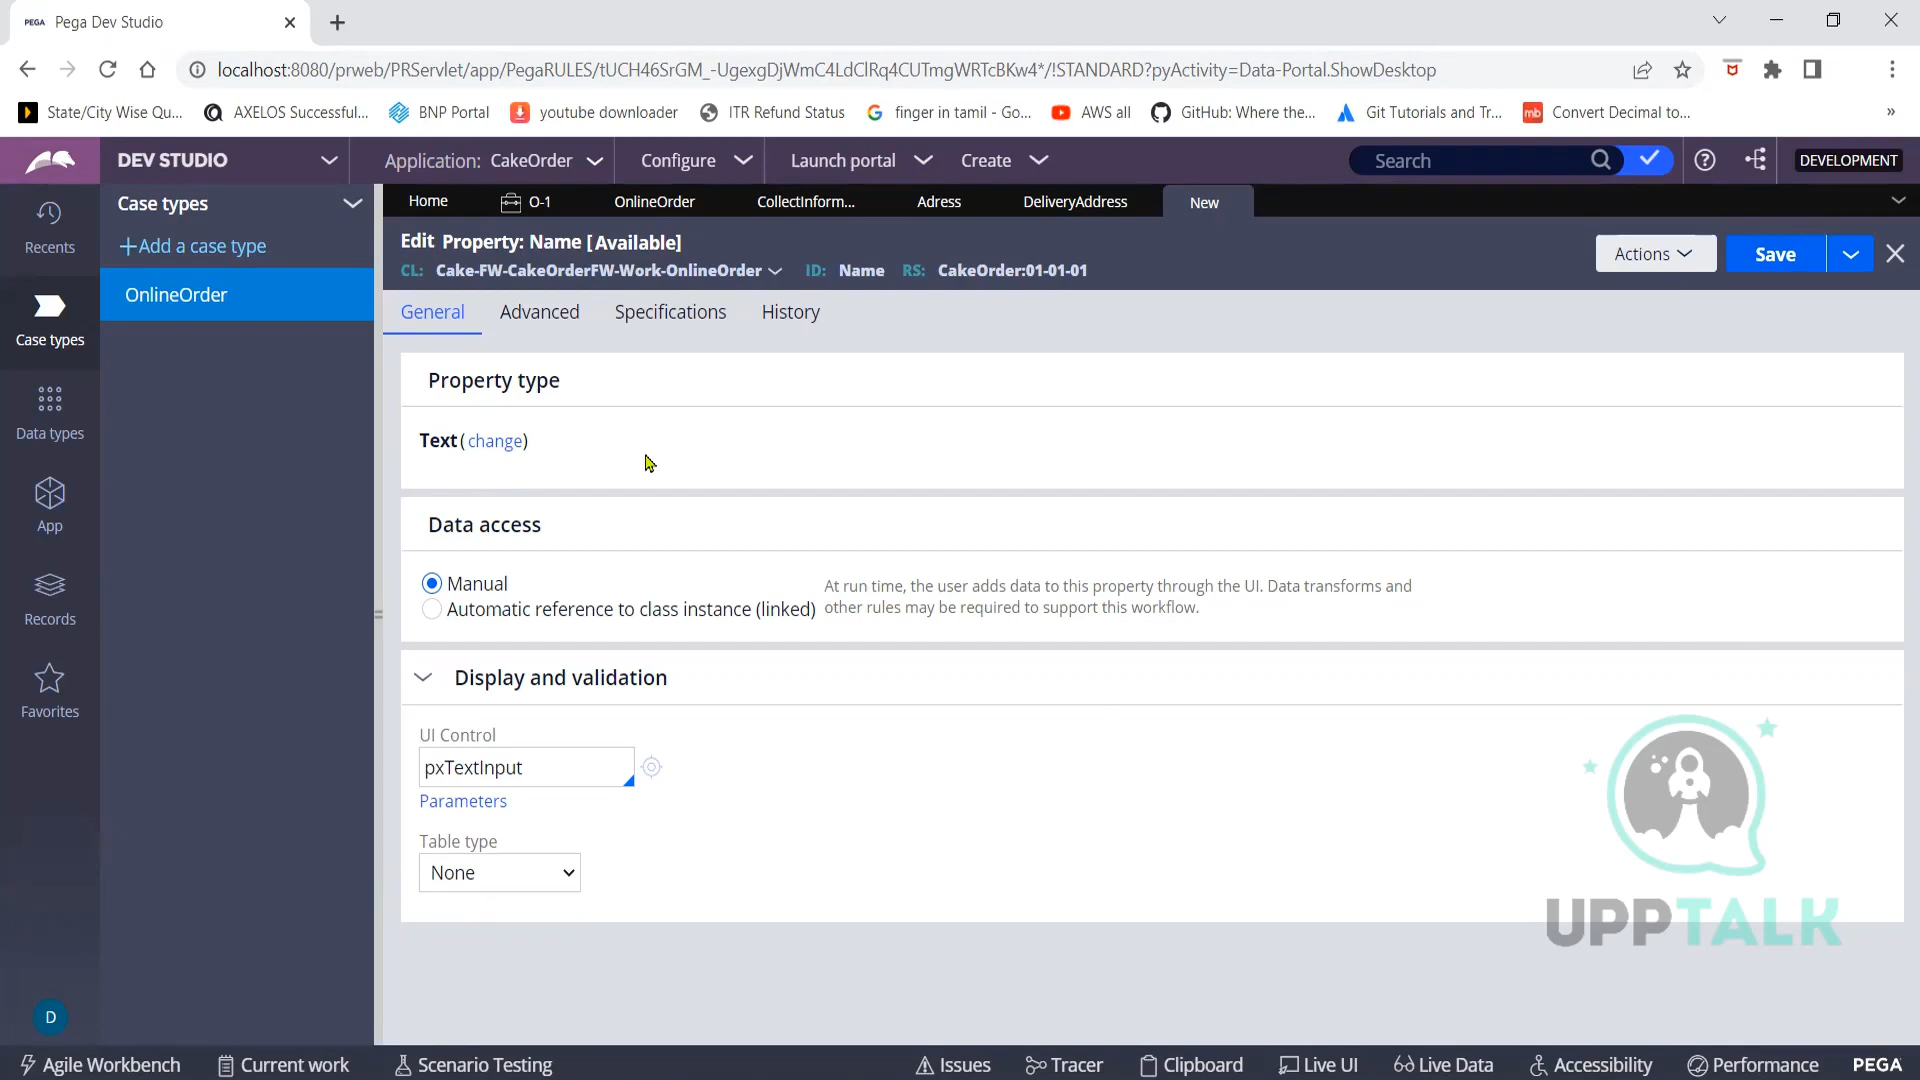 PEGA Pega Dev Studio
localhost:8080/prweb/PRServlet/app/PegaRULES/tUCH46SrGM_-UgexgDjWmC4LdClRq4CUTmgWRTcBKw4*/!STANDARD?pyActivity=Data-Portal.ShowDesktop
State/City Wise Qu... AXELOS Successful... BNP Portal youtube downloader ITR Refund Status finger in tamil - Go... AWS all GitHub: Where the... Git Tutorials and Tr... mb Convert Decimal to... »
DEV STUDIO Application: CakeOrder Configure Launch portal Create Search DEVELOPMENT
Recents
Case types
Data types
App
Records
Favorites
D
Case types
+Add a case type
OnlineOrder
Home O-1 OnlineOrder CollectInform... Adress DeliveryAddress New
Edit Property: Name [Available]
CL: Cake-FW-CakeOrderFW-Work-OnlineOrder ID: Name RS: CakeOrder:01-01-01
Actions Save
General Advanced Specifications History
Property type
Text (change)
Data access
Manual
Automatic reference to class instance (linked)
At run time, the user adds data to this property through the UI. Data transforms and
other rules may be required to support this workflow.
Display and validation
UI Control
pxTextInput
Parameters
Table type
None
UPPTALK
Agile Workbench Current work Scenario Testing Issues Tracer Clipboard Live UI Live Data Accessibility Performance PEGA